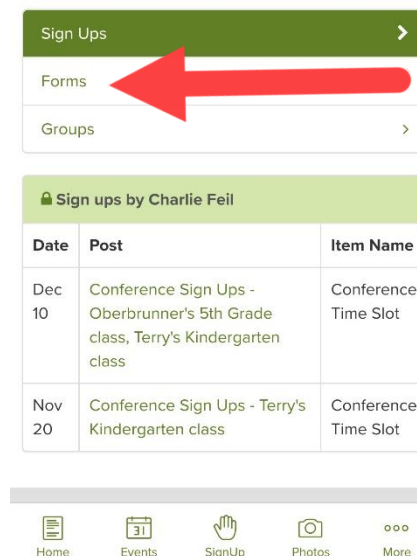 Sign Ups
Forms
Groups
Sign ups by Charlie Feil
Date Post Item Name
Dec Conference Sign Ups - Conference
10 Oberbrunner's 5th Grade Time Slot
class, Terry's Kindergarten
class
Nov Conference Sign Ups - Terry's Conference
20 Kindergarten class Time Slot
31
Home Events SignUp Photos More